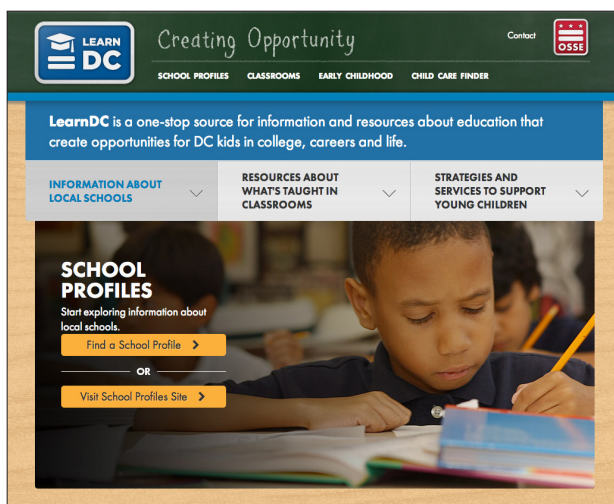 LEARN
DC
Creating Opportunity
Contact
OSSE
SCHOOL PROFILES CLASSROOMS EARLY CHILDHOOD CHILD CARE FINDER
LearnDC is a one-stop source for information and resources about education that
create opportunities for DC kids in college, careers and life.
INFORMATION ABOUT
LOCAL SCHOOLS
RESOURCES ABOUT
WHAT'S TAUGHT IN
CLASSROOMS
STRATEGIES AND
SERVICES TO SUPPORT
YOUNG CHILDREN
SCHOOL
PROFILES
Start exploring information about
local schools.
Find a School Profile
OR
Visit School Profiles Site